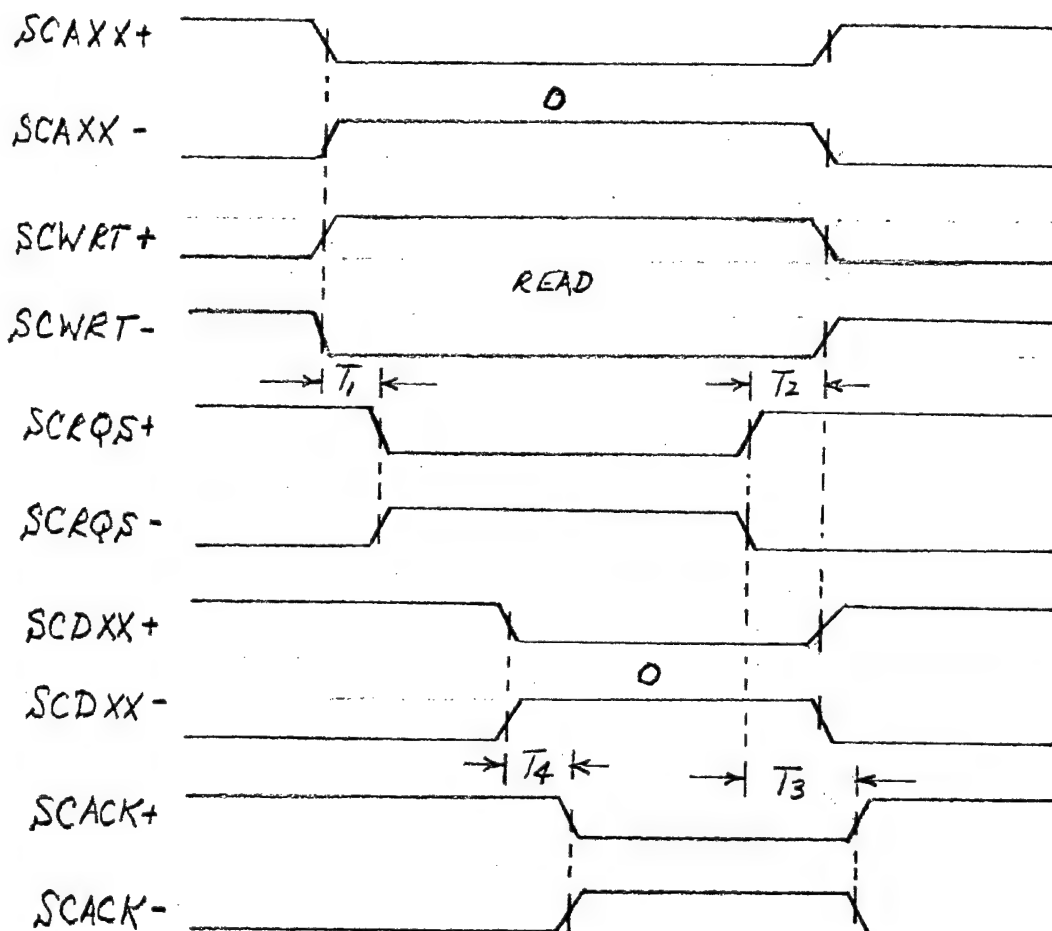 SCAXX+
O
SCAXX-
SCWRT+
READ
SCWRT-
T1 T2
SCRQS+
SCRQS-
SCDXX+
O
SCDXX-
T4 T3
SCACK+
SCACK-